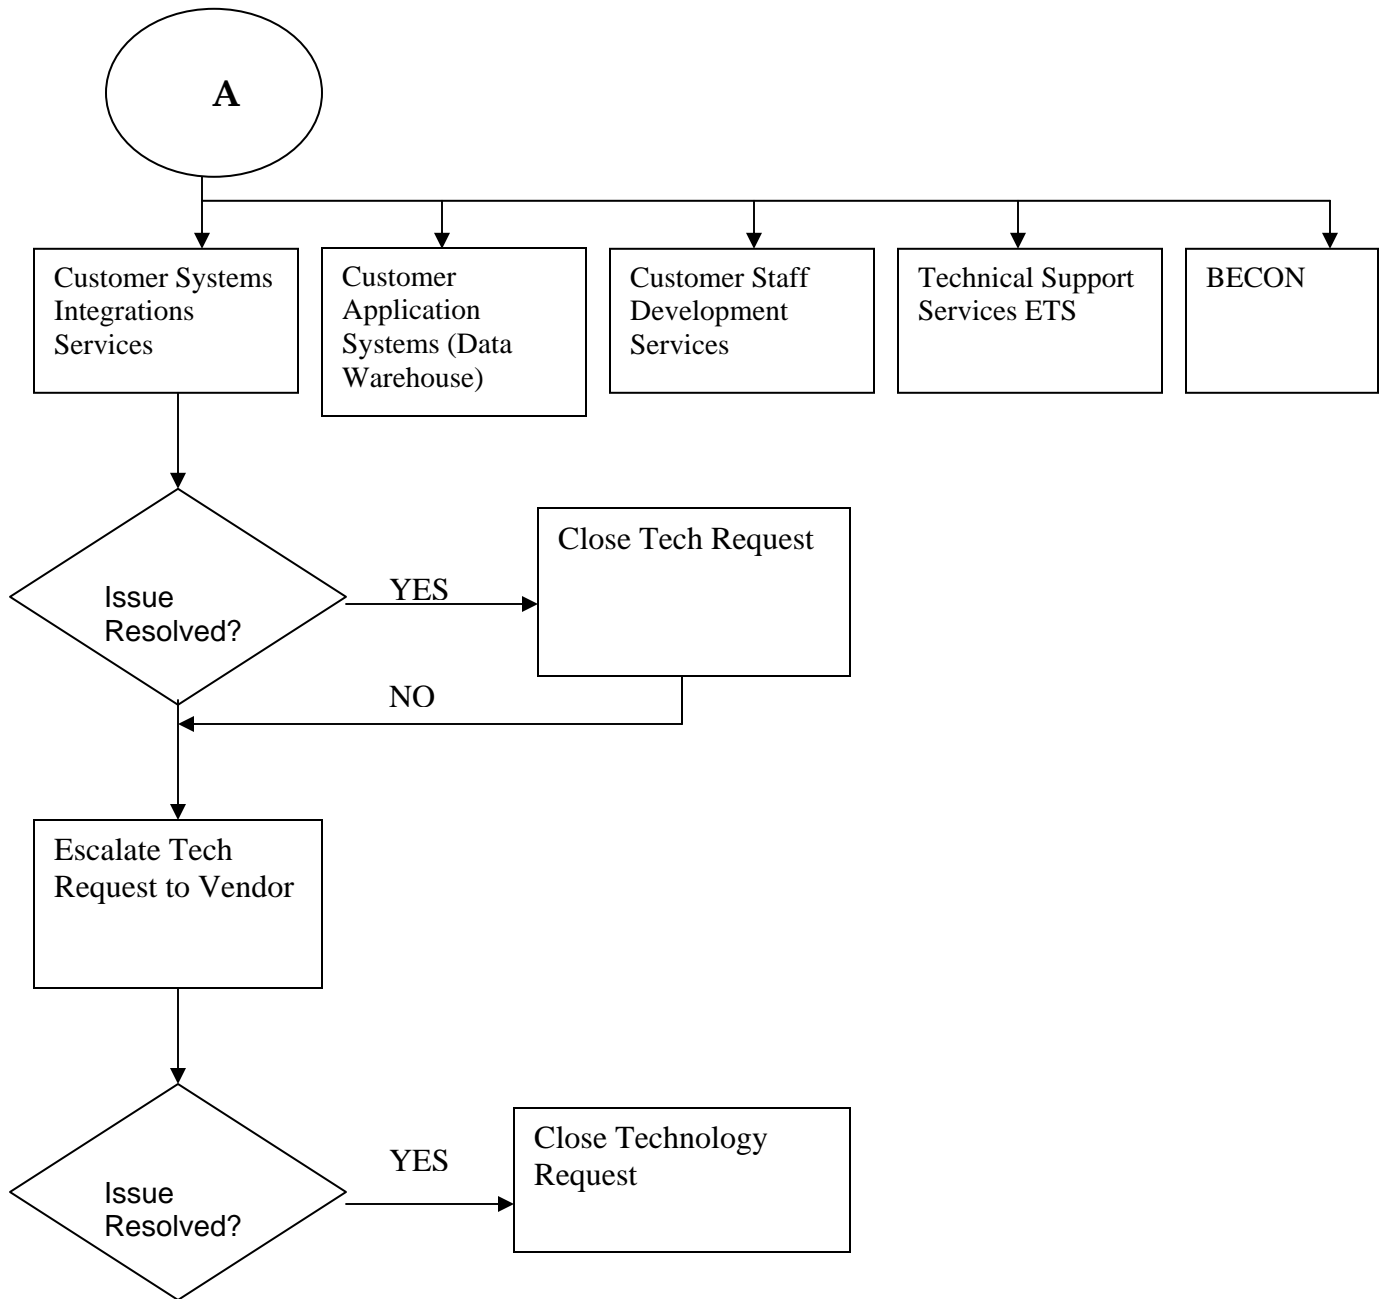 A
Customer Systems
Integrations
Services
Customer
Application
Systems (Data
Warehouse)
Customer Staff
Development
Services
Technical Support
Services ETS
BECON
Close Tech Request
YES
Issue
Resolved?
NO
Escalate Tech
Request to Vendor
Close Technology
Request
YES
Issue
Resolved?